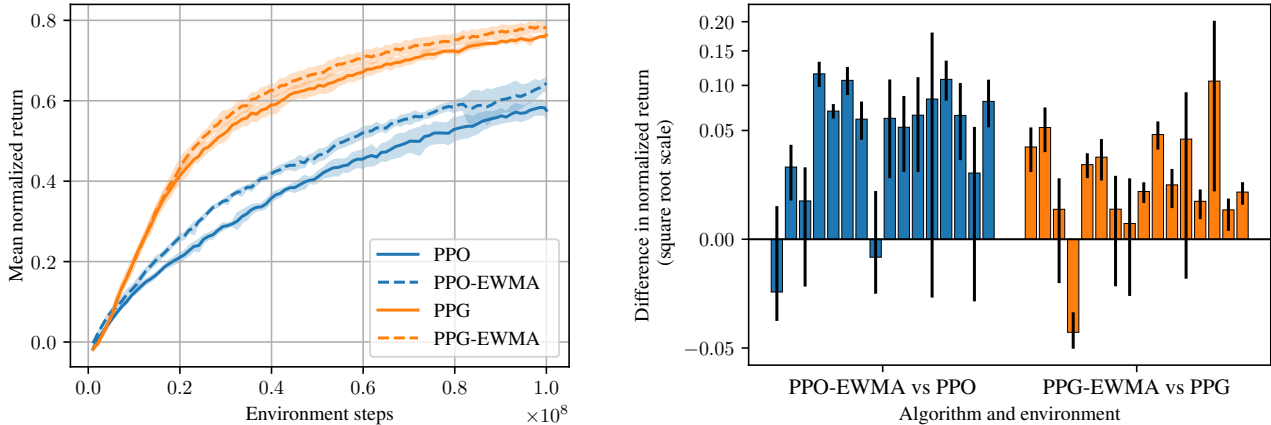 0.8
0.6
0.4
0.2
0.0
Mean normalized return
PPO
PPO-EWMA
PPG
PPG-EWMA
0.0 0.2 0.4 0.6 0.8 1.0
×10⁸
Environment steps
0.20
0.15
0.10
0.05
0.00
−0.05
Difference in normalized return
(square root scale)
PPO-EWMA vs PPO PPG-EWMA vs PPG
Algorithm and environment